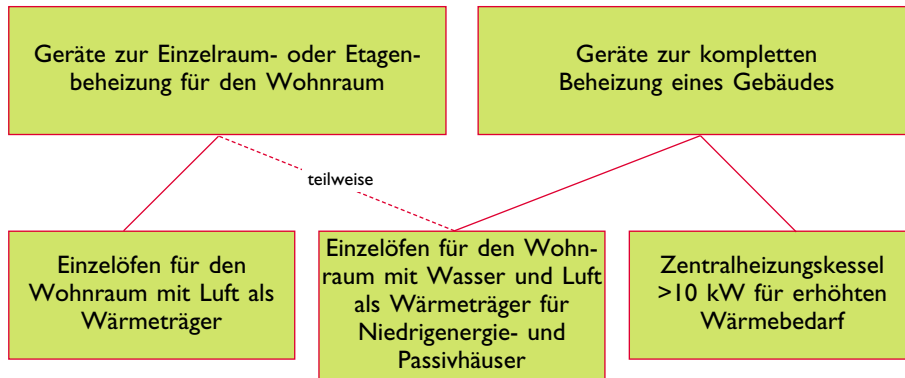 Geräte zur Einzelraum- oder Etagen-
beheizung für den Wohnraum
Geräte zur kompletten
Beheizung eines Gebäudes
teilweise
Einzelöfen für den
Wohnraum mit Luft als
Wärmeträger
Einzelöfen für den Wohn-
raum mit Wasser und Luft
als Wärmeträger für
Niedrigenergie- und
Passivhäuser
Zentralheizungskessel
>10 kW für erhöhten
Wärmebedarf